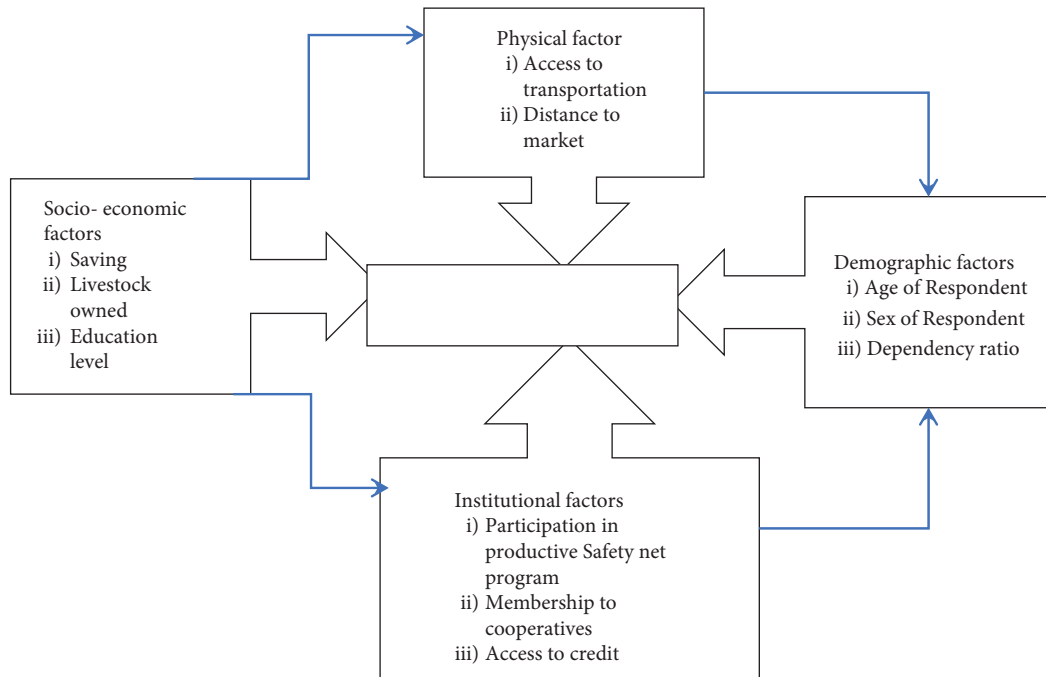 Physical factor
i) Access to
transportation
ii) Distance to
market
Socio- economic
factors
i) Saving
ii) Livestock
owned
iii) Education
level
Demographic factors
i) Age of Respondent
ii) Sex of Respondent
iii) Dependency ratio
Institutional factors
i) Participation in
productive Safety net
program
ii) Membership to
cooperatives
iii) Access to credit